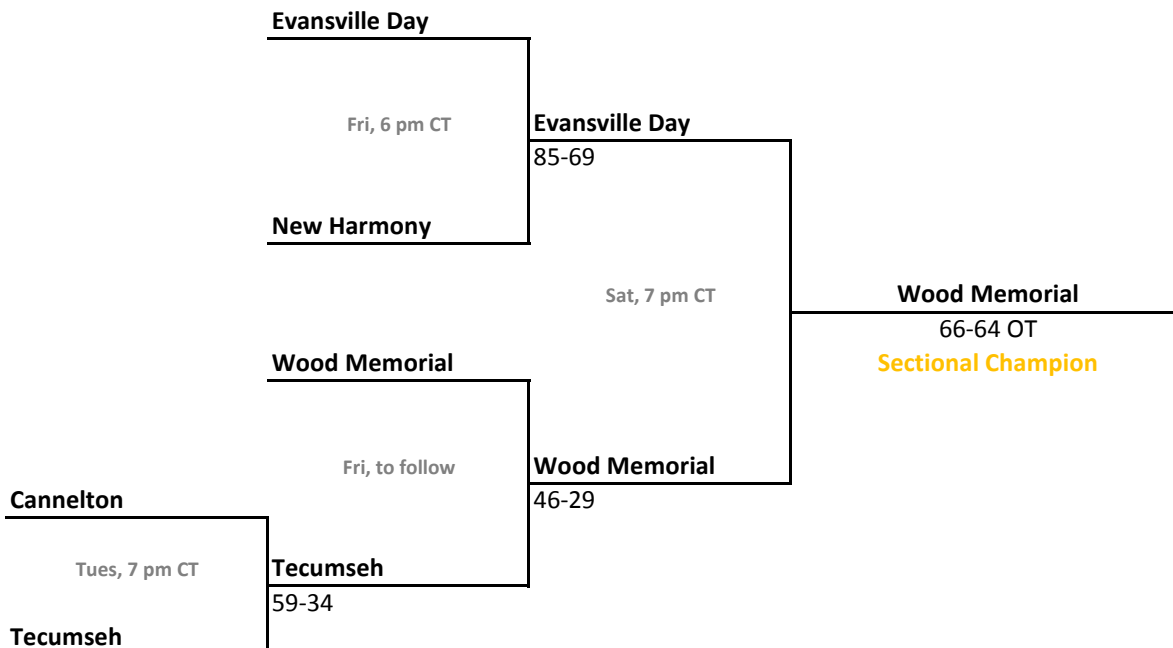 Evansville Day
Fri, 6 pm CT
Evansville Day
85-69
New Harmony
Sat, 7 pm CT
Wood Memorial
66-64 OT
Sectional Champion
Wood Memorial
Fri, to follow
Wood Memorial
46-29
Cannelton
Tues, 7 pm CT
Tecumseh
59-34
Tecumseh